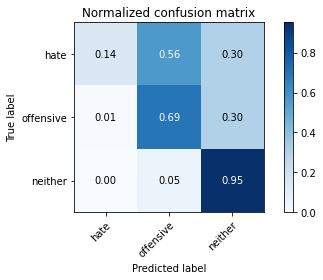 Normalized confusion matrix
True label
hate
0.14 0.56 0.30
offensive
0.01 0.69 0.30
neither
0.00 0.05 0.95
hate
offensive
neither
Predicted label
0.8
0.6
0.4
0.2
0.0